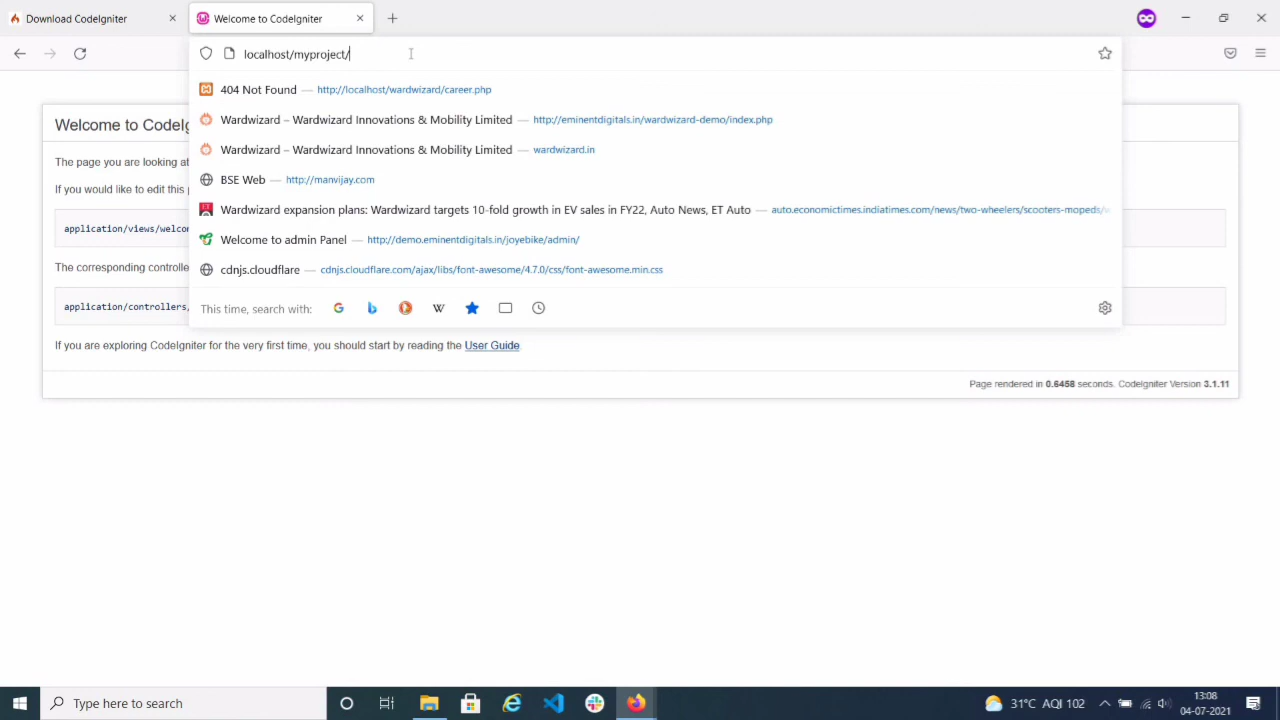 Download CodeIgniter
Welcome to CodeIgniter
localhost/myproject/
404 Not Found — http://localhost/wardwizard/career.php
Wardwizard – Wardwizard Innovations & Mobility Limited — http://eminentdigitals.in/wardwizard-demo/index.php
Wardwizard – Wardwizard Innovations & Mobility Limited — wardwizard.in
BSE Web — http://manvijay.com
Wardwizard expansion plans: Wardwizard targets 10-fold growth in EV sales in FY22, Auto News, ET Auto — auto.economictimes.indiatimes.com/news/two-wheelers/scooters-mopeds/w
Welcome to admin Panel — http://demo.eminentdigitals.in/joyebike/admin/
cdnjs.cloudflare — cdnjs.cloudflare.com/ajax/libs/font-awesome/4.7.0/css/font-awesome.min.css
This time, search with:
Welcome to CodeIg
The page you are looking at
If you would like to edit this p
application/views/welcom
The corresponding controlle
application/controllers/
If you are exploring CodeIgniter for the very first time, you should start by reading the User Guide.
Page rendered in 0.6458 seconds. CodeIgniter Version 3.1.11
Type here to search
31°C AQI 102
13:08
04-07-2021